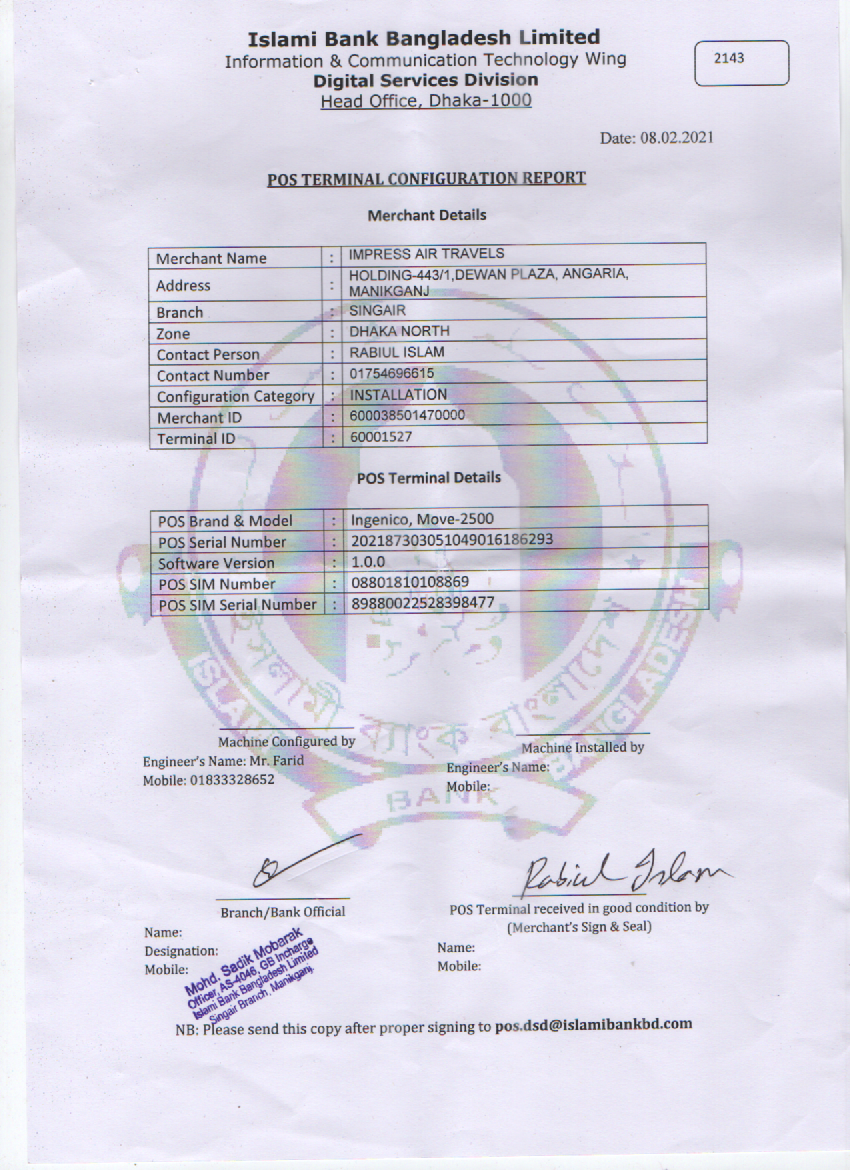 Islami Bank Bangladesh Limited
Information & Communication Technology Wing
Digital Services Division
Head Office, Dhaka-1000
2143
Date: 08.02.2021
POS TERMINAL CONFIGURATION REPORT
Merchant Details
Merchant Name : IMPRESS AIR TRAVELS
Address : HOLDING-443/1,DEWAN PLAZA, ANGARIA,
MANIKGANJ
Branch : SINGAIR
Zone : DHAKA NORTH
Contact Person : RABIUL ISLAM
Contact Number : 01754696615
Configuration Category : INSTALLATION
Merchant ID : 600038501470000
Terminal ID : 60001527
POS Terminal Details
POS Brand & Model : Ingenico, Move-2500
POS Serial Number : 202187303051049016186293
Software Version : 1.0.0
POS SIM Number : 08801810108869
POS SIM Serial Number : 89880022528398477
ইসলামী ব্যাংক বাংলাদেশ
ISLAMI BANK BANGLADESH
Machine Configured by
Engineer's Name: Mr. Farid
Mobile: 01833328652
Machine Installed by
Engineer's Name:
Mobile:
Rabiul Islam
Branch/Bank Official
Name:
Designation:
Mobile:
Mohd. Sadik Mobarak
Officer, AS-4046, GB Incharge
Islami Bank Bangladesh Limited
Singair Branch, Manikganj.
POS Terminal received in good condition by
(Merchant's Sign & Seal)
Name:
Mobile:
NB: Please send this copy after proper signing to pos.dsd@islamibankbd.com